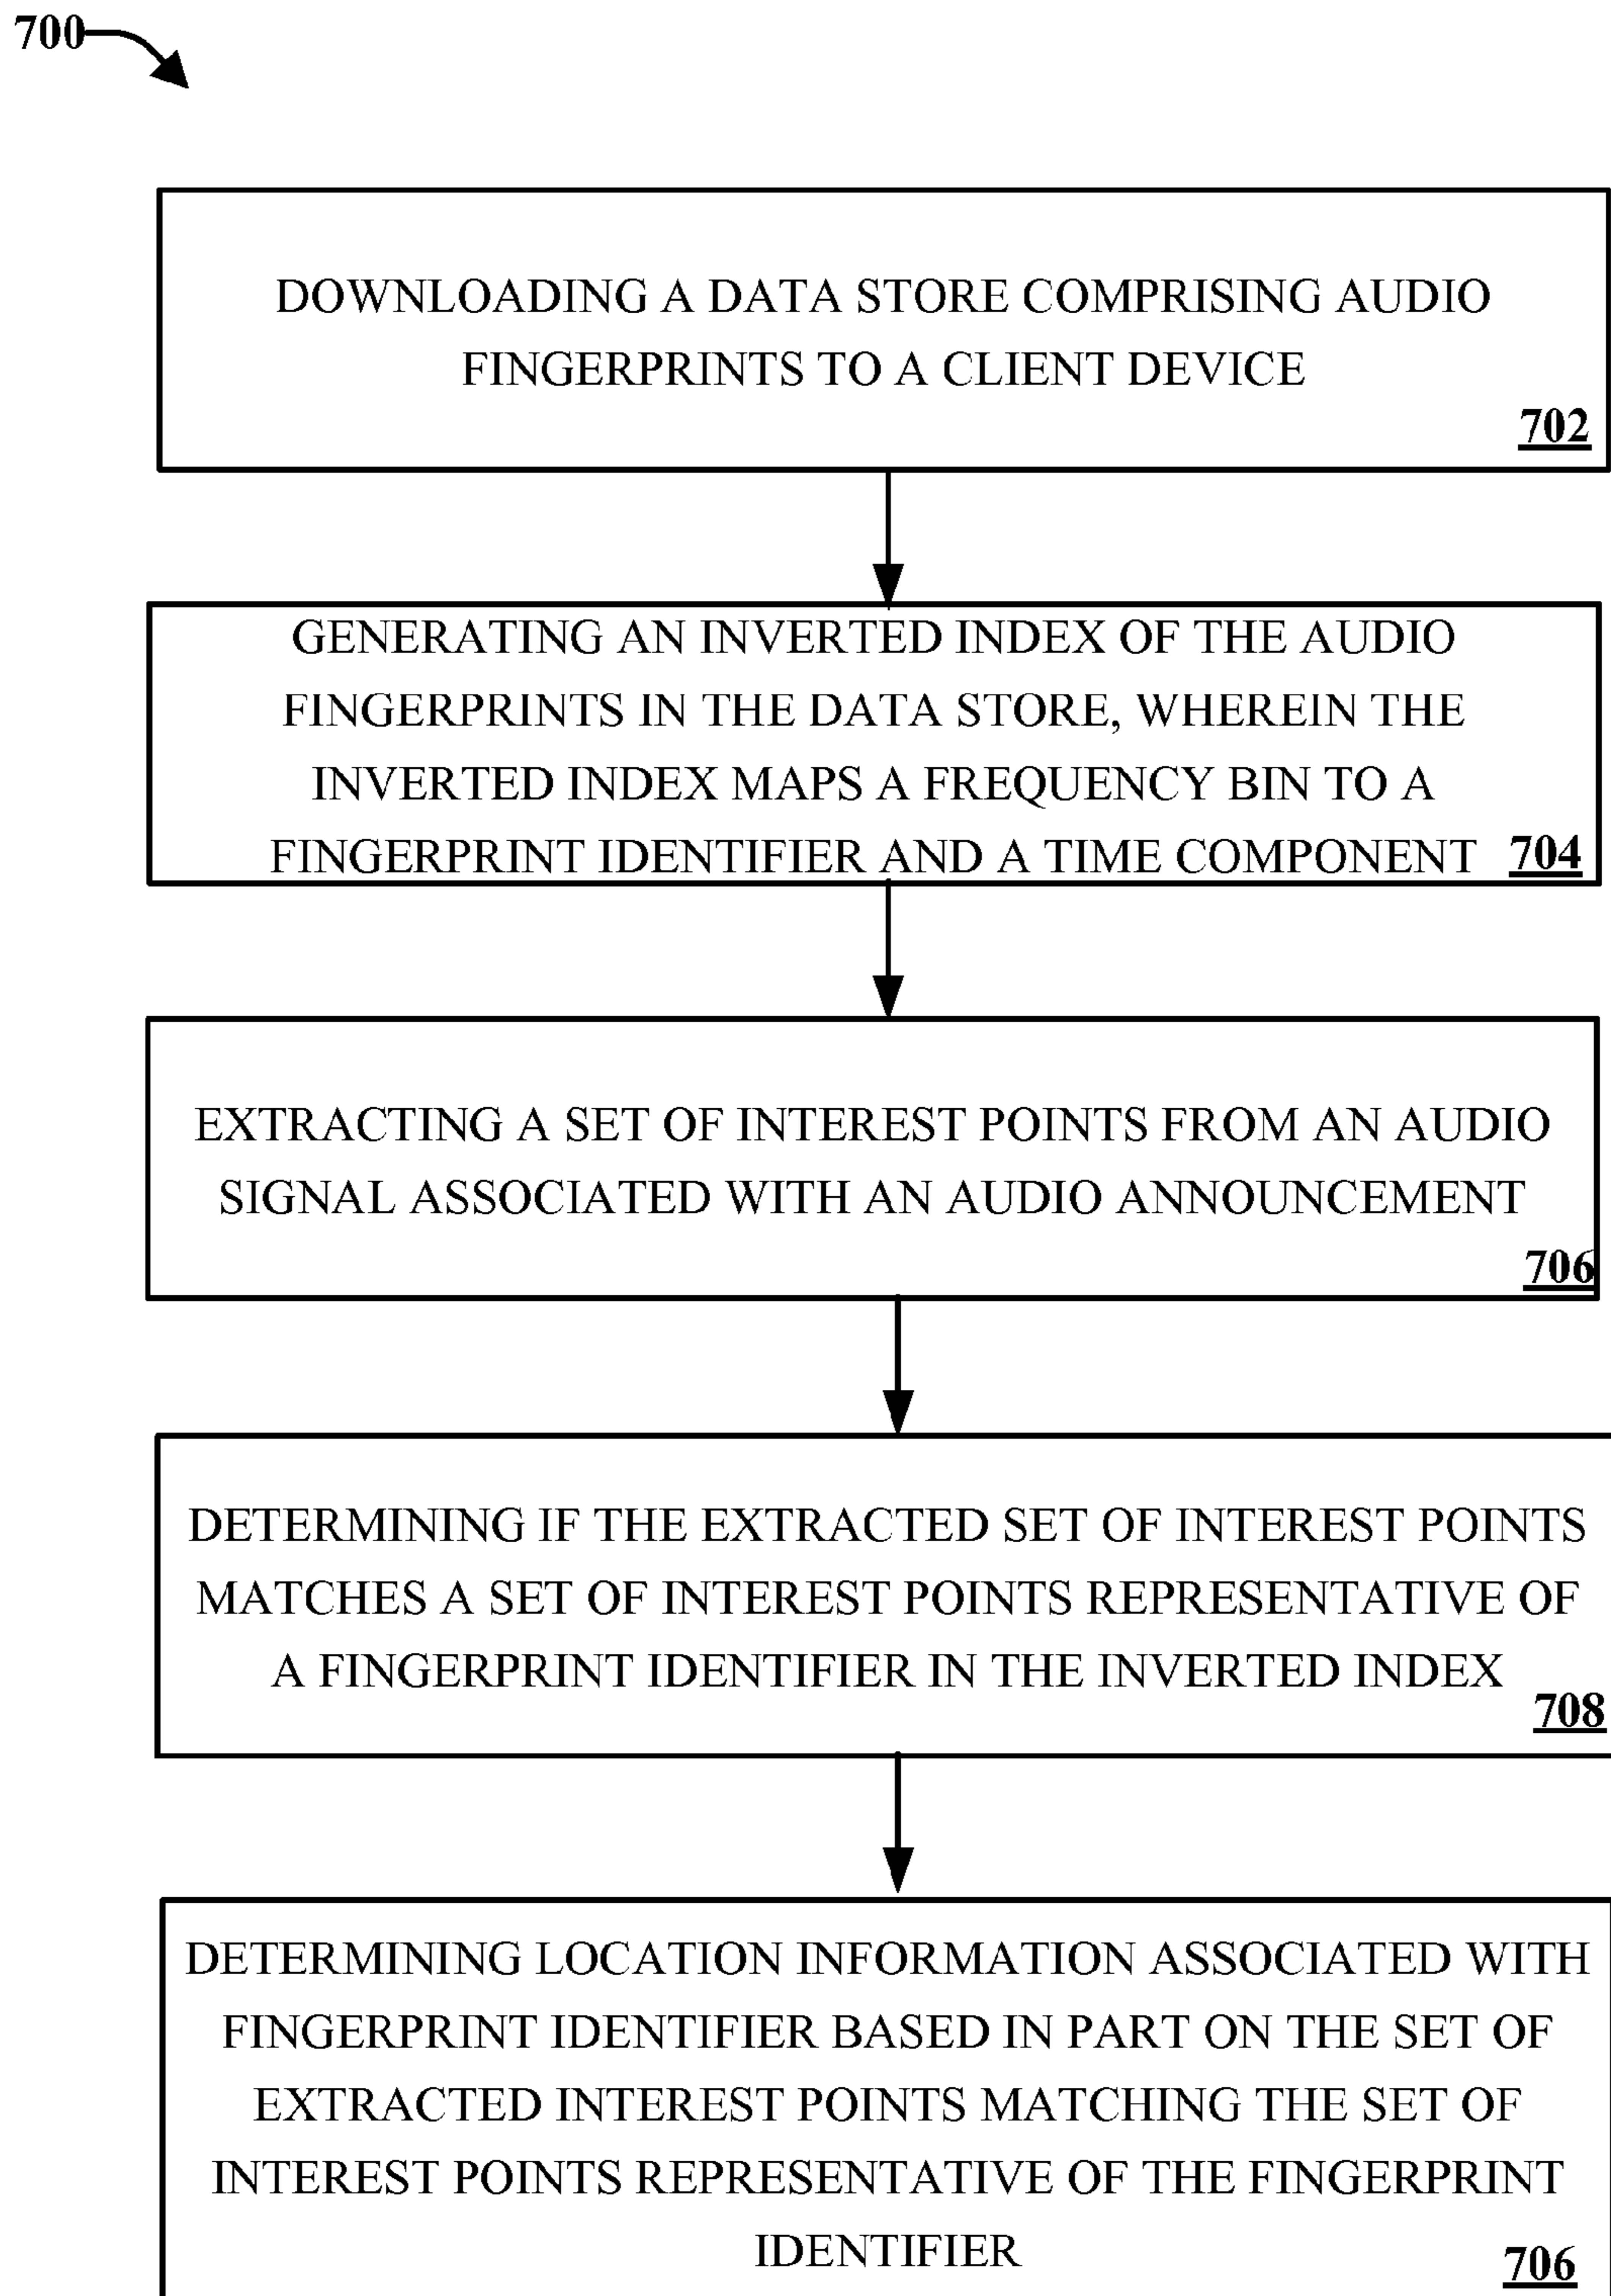 700
DOWNLOADING A DATA STORE COMPRISING AUDIO
FINGERPRINTS TO A CLIENT DEVICE
702
GENERATING AN INVERTED INDEX OF THE AUDIO
FINGERPRINTS IN THE DATA STORE, WHEREIN THE
INVERTED INDEX MAPS A FREQUENCY BIN TO A
FINGERPRINT IDENTIFIER AND A TIME COMPONENT 704
EXTRACTING A SET OF INTEREST POINTS FROM AN AUDIO
SIGNAL ASSOCIATED WITH AN AUDIO ANNOUNCEMENT
706
DETERMINING IF THE EXTRACTED SET OF INTEREST POINTS
MATCHES A SET OF INTEREST POINTS REPRESENTATIVE OF
A FINGERPRINT IDENTIFIER IN THE INVERTED INDEX
708
DETERMINING LOCATION INFORMATION ASSOCIATED WITH
FINGERPRINT IDENTIFIER BASED IN PART ON THE SET OF
EXTRACTED INTEREST POINTS MATCHING THE SET OF
INTEREST POINTS REPRESENTATIVE OF THE FINGERPRINT
IDENTIFIER
706